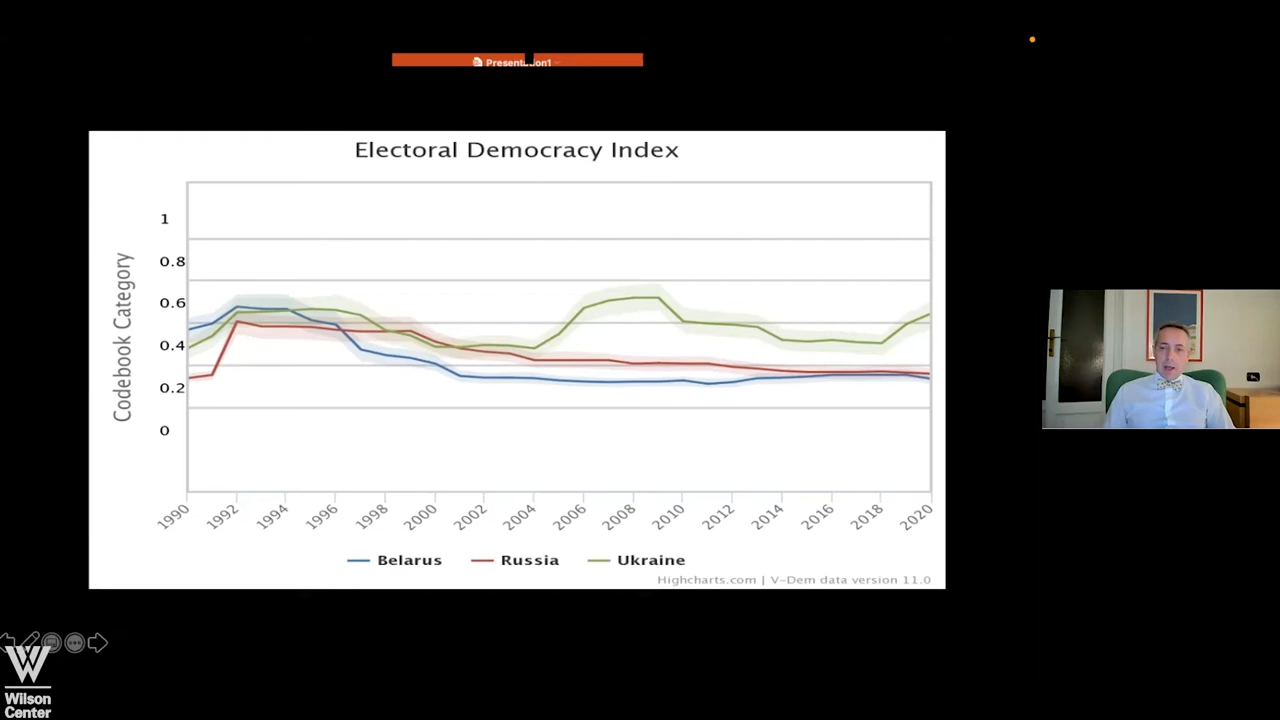 Presentation1
Electoral Democracy Index
Codebook Category
1
0.8
0.6
0.4
0.2
0
1990 1992 1994 1996 1998 2000 2002 2004 2006 2008 2010 2012 2014 2016 2018 2020
Belarus Russia Ukraine
Highcharts.com | V-Dem data version 11.0
W
Wilson
Center